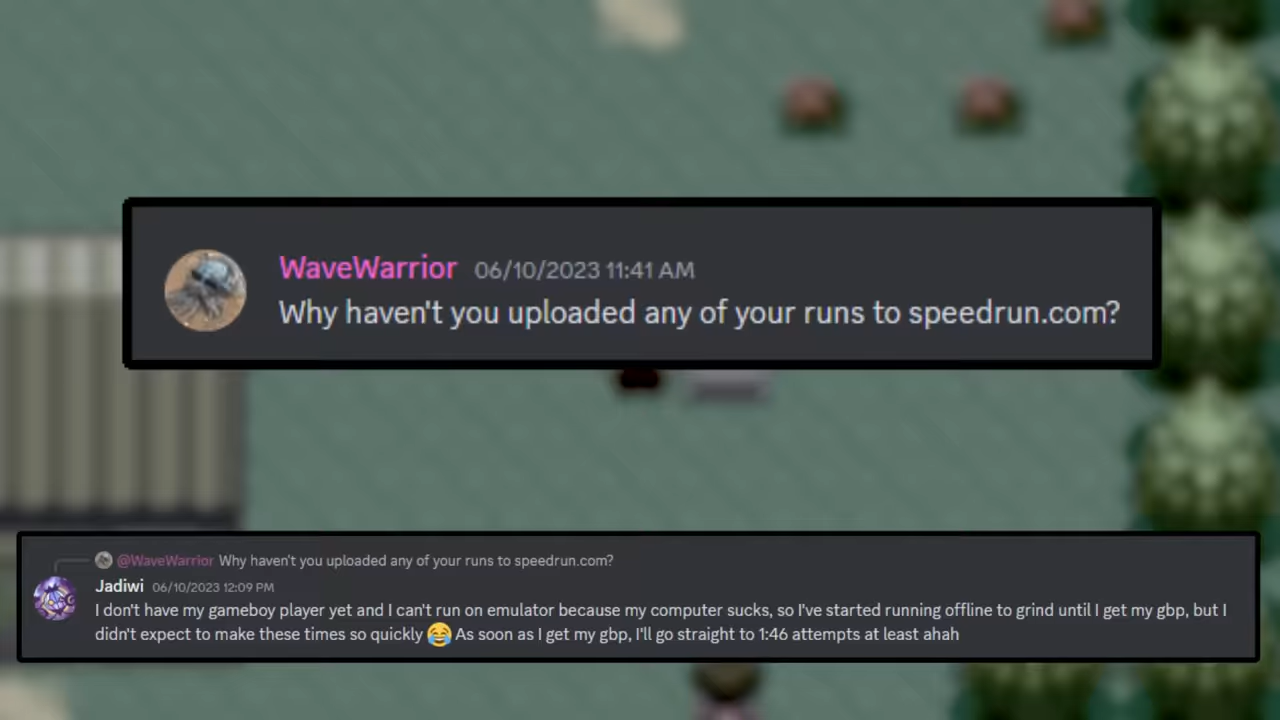 WaveWarrior 06/10/2023 11:41 AM
Why haven't you uploaded any of your runs to speedrun.com?
@WaveWarrior Why haven't you uploaded any of your runs to speedrun.com?
Jadiwi 06/10/2023 12:09 PM
I don't have my gameboy player yet and I can't run on emulator because my computer sucks, so I've started running offline to grind until I get my gbp, but I
didn't expect to make these times so quickly 😂 As soon as I get my gbp, I'll go straight to 1:46 attempts at least ahah